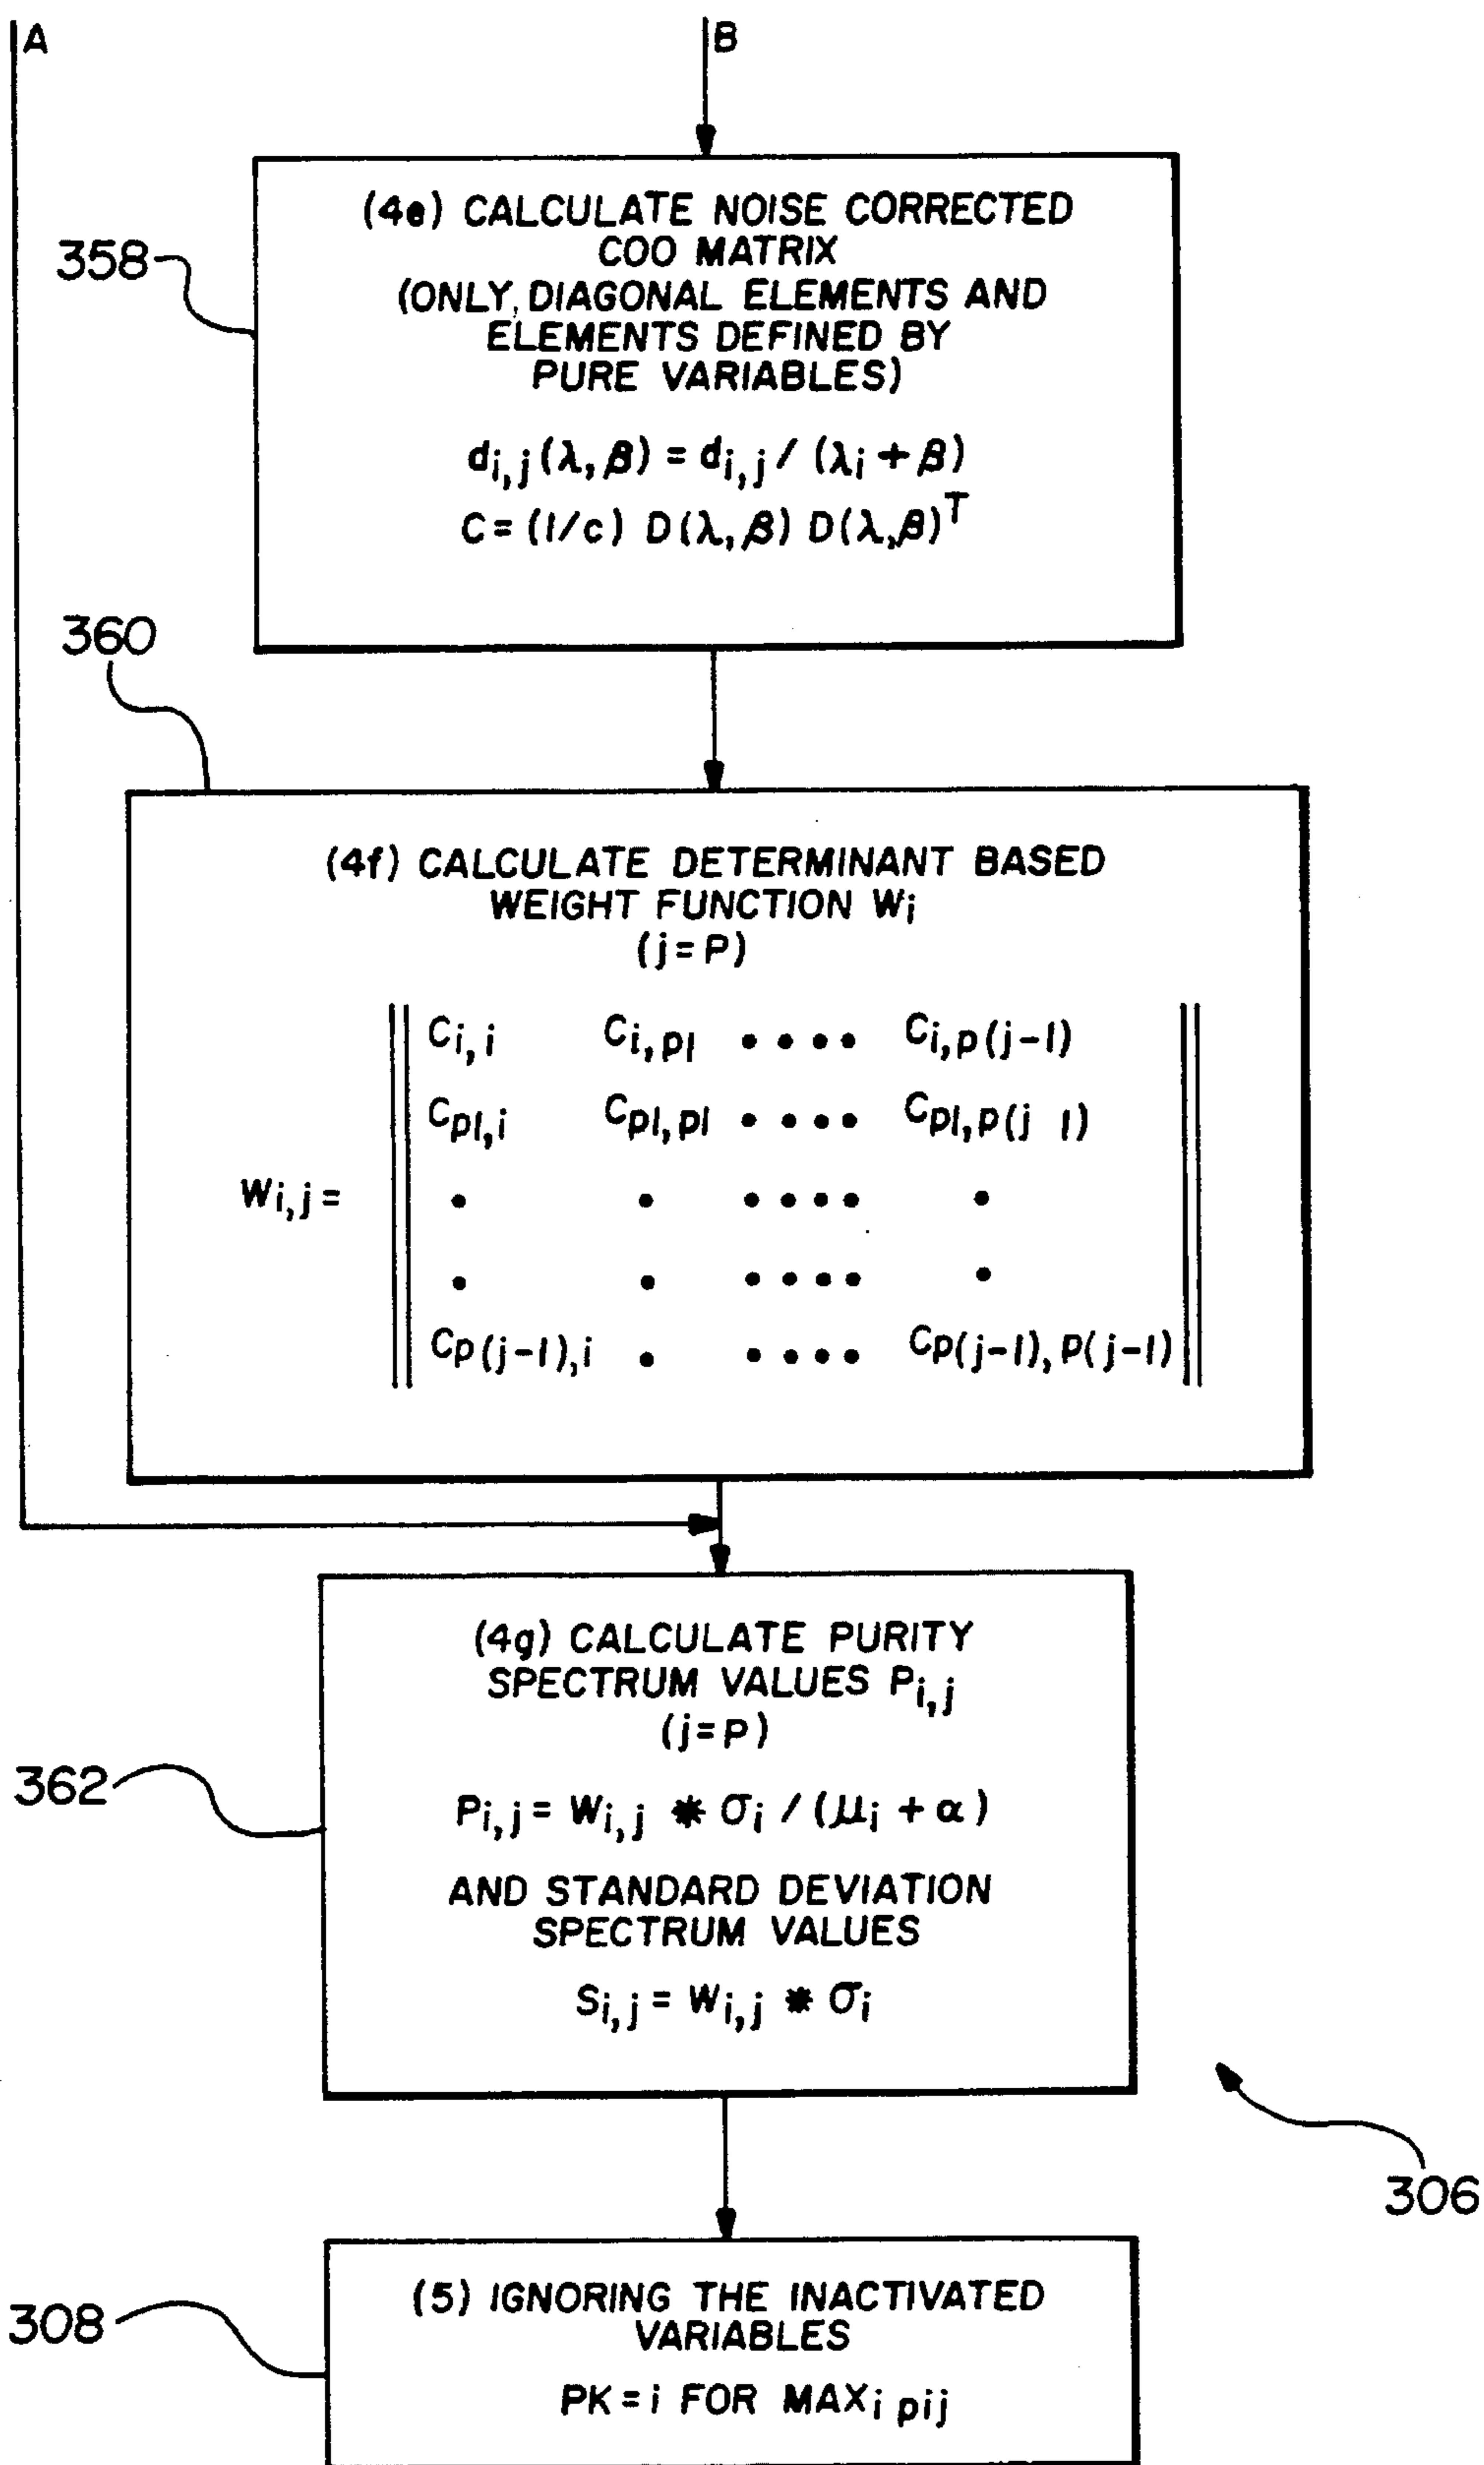 A
B
358
(4e) CALCULATE NOISE CORRECTED
COO MATRIX
(ONLY, DIAGONAL ELEMENTS AND
ELEMENTS DEFINED BY
PURE VARIABLES)
di,j(λ,β) = di,j / (λi + β)
C = (1/c) D(λ,β) D(λ,β)^T
360
(4f) CALCULATE DETERMINANT BASED
WEIGHT FUNCTION Wi
(j=P)
Ci,i Ci,p1 •••• Ci,p(j-1)
Cp1,i Cp1,p1 •••• Cp1,p(j 1)
Wi,j = • • •••• •
• • •••• •
Cp(j-1),i • •••• Cp(j-1),p(j-1)
(4g) CALCULATE PURITY
SPECTRUM VALUES Pi,j
(j=P)
362
Pi,j = Wi,j * σi / (μi + α)
AND STANDARD DEVIATION
SPECTRUM VALUES
Si,j = Wi,j * σi
306
308
(5) IGNORING THE INACTIVATED
VARIABLES
PK = i FOR MAXi pij